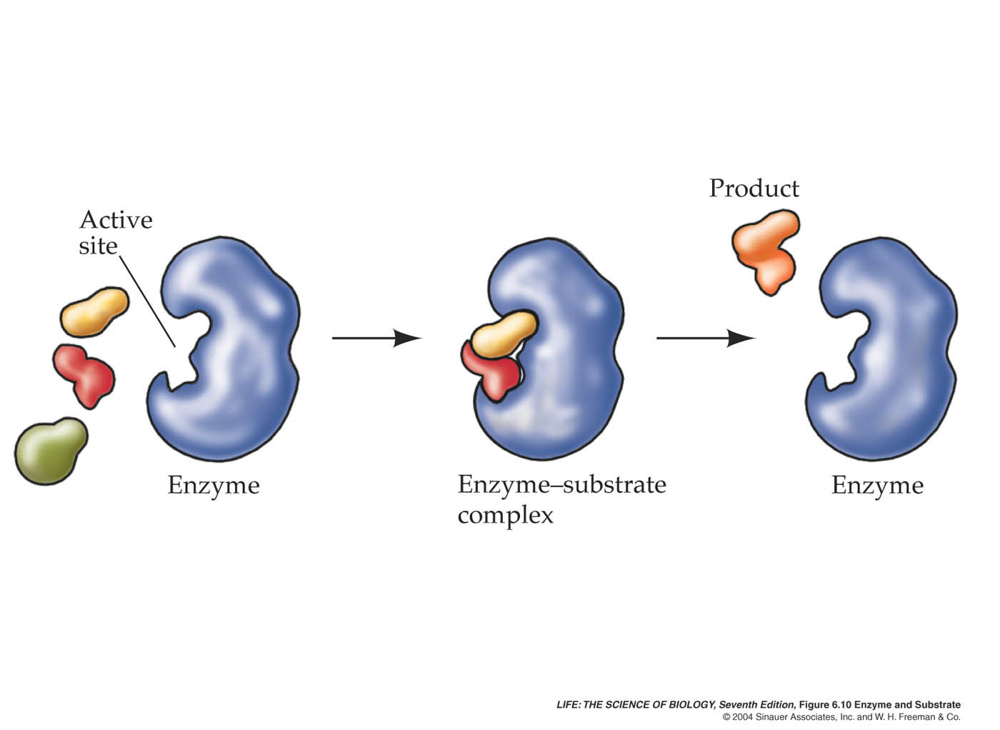 Active
site
Enzyme
Enzyme–substrate
complex
Product
Enzyme
LIFE: THE SCIENCE OF BIOLOGY, Seventh Edition, Figure 6.10 Enzyme and Substrate
© 2004 Sinauer Associates, Inc. and W. H. Freeman & Co.